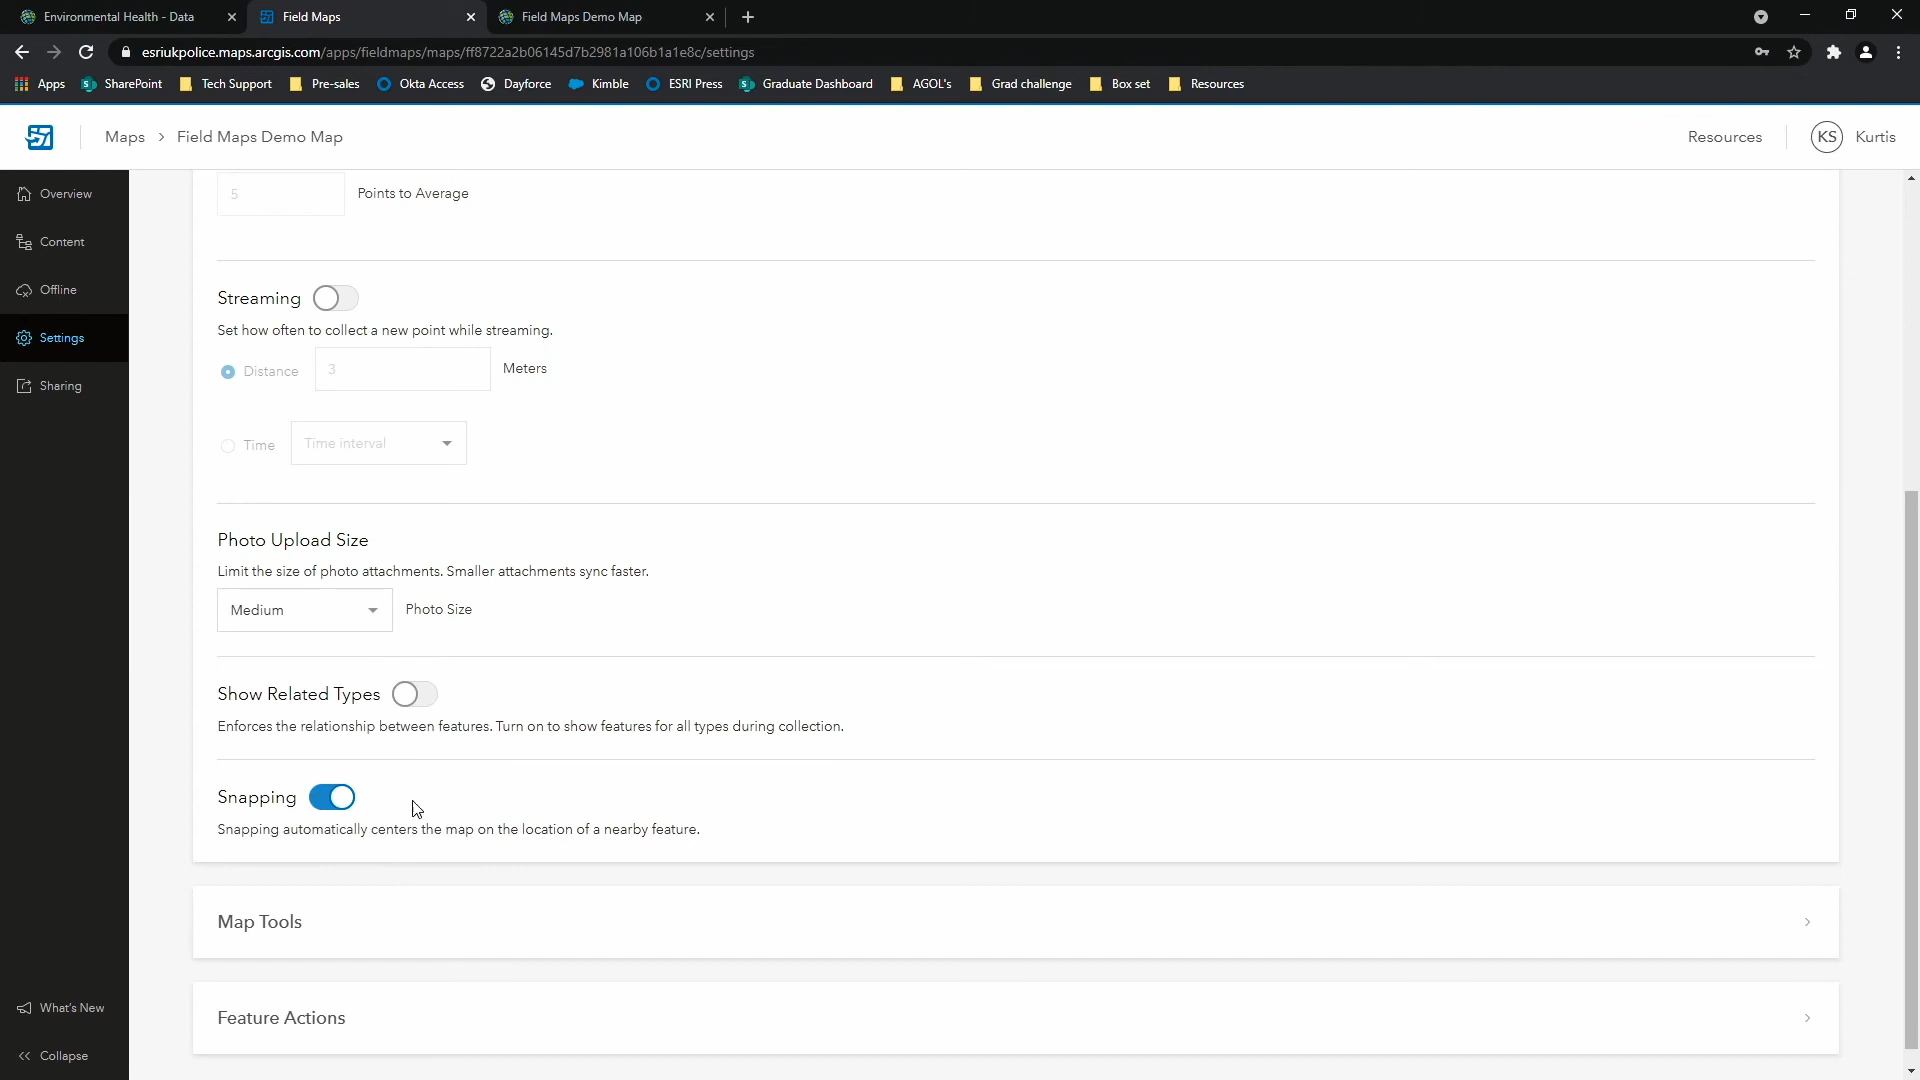 Environmental Health - Data
Field Maps
Field Maps Demo Map
esriukpolice.maps.arcgis.com/apps/fieldmaps/maps/ff8722a2b06145d7b2981a106b1a1e8c/settings
Apps SharePoint Tech Support Pre-sales Okta Access Dayforce Kimble ESRI Press Graduate Dashboard AGOL's Grad challenge Box set Resources
Maps > Field Maps Demo Map
Resources
KS Kurtis
Overview
Content
Offline
Settings
Sharing
What's New
Collapse
5 Points to Average
Streaming
Set how often to collect a new point while streaming.
Distance 3 Meters
Time Time interval
Photo Upload Size
Limit the size of photo attachments. Smaller attachments sync faster.
Medium Photo Size
Show Related Types
Enforces the relationship between features. Turn on to show features for all types during collection.
Snapping
Snapping automatically centers the map on the location of a nearby feature.
Map Tools
Feature Actions